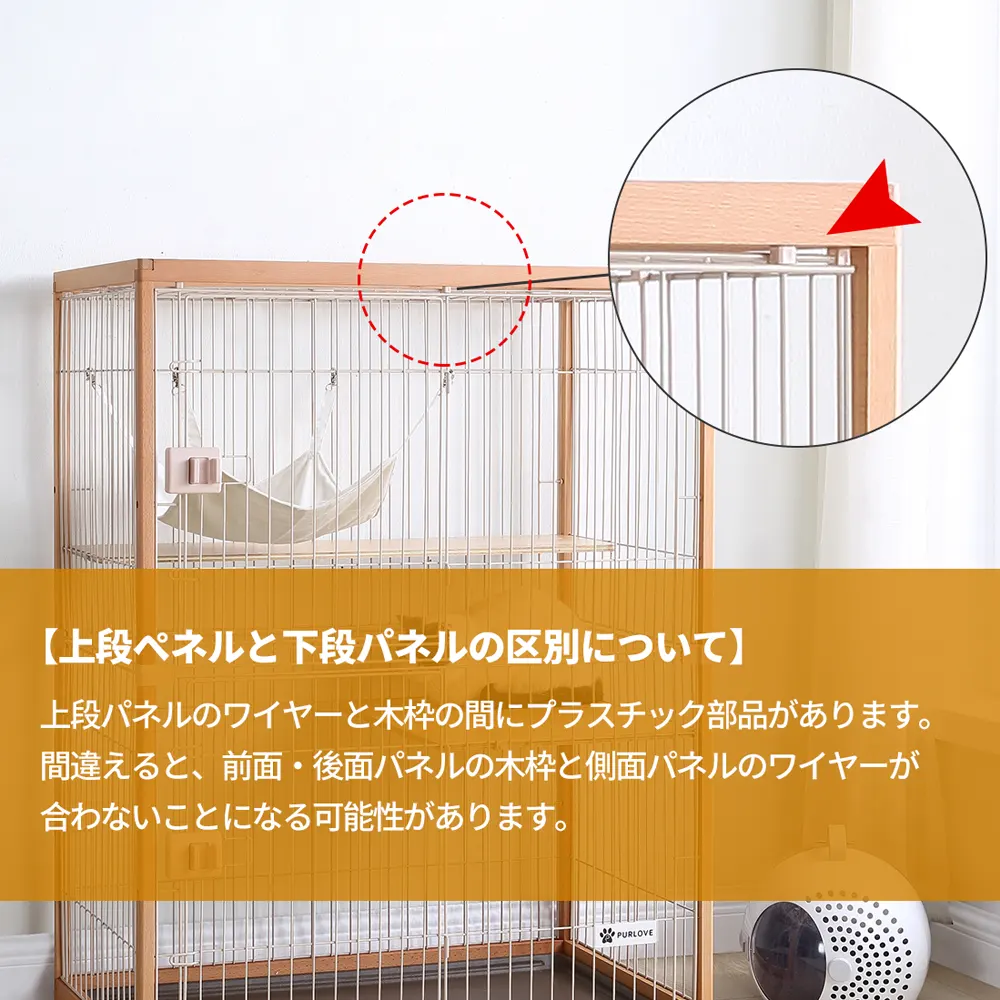 【上段ペネルと下段パネルの区別について】
上段パネルのワイヤーと木枠の間にプラスチック部品があります。
間違えると、前面・後面パネルの木枠と側面パネルのワイヤーが
合わないことになる可能性があります。
PURLOVE